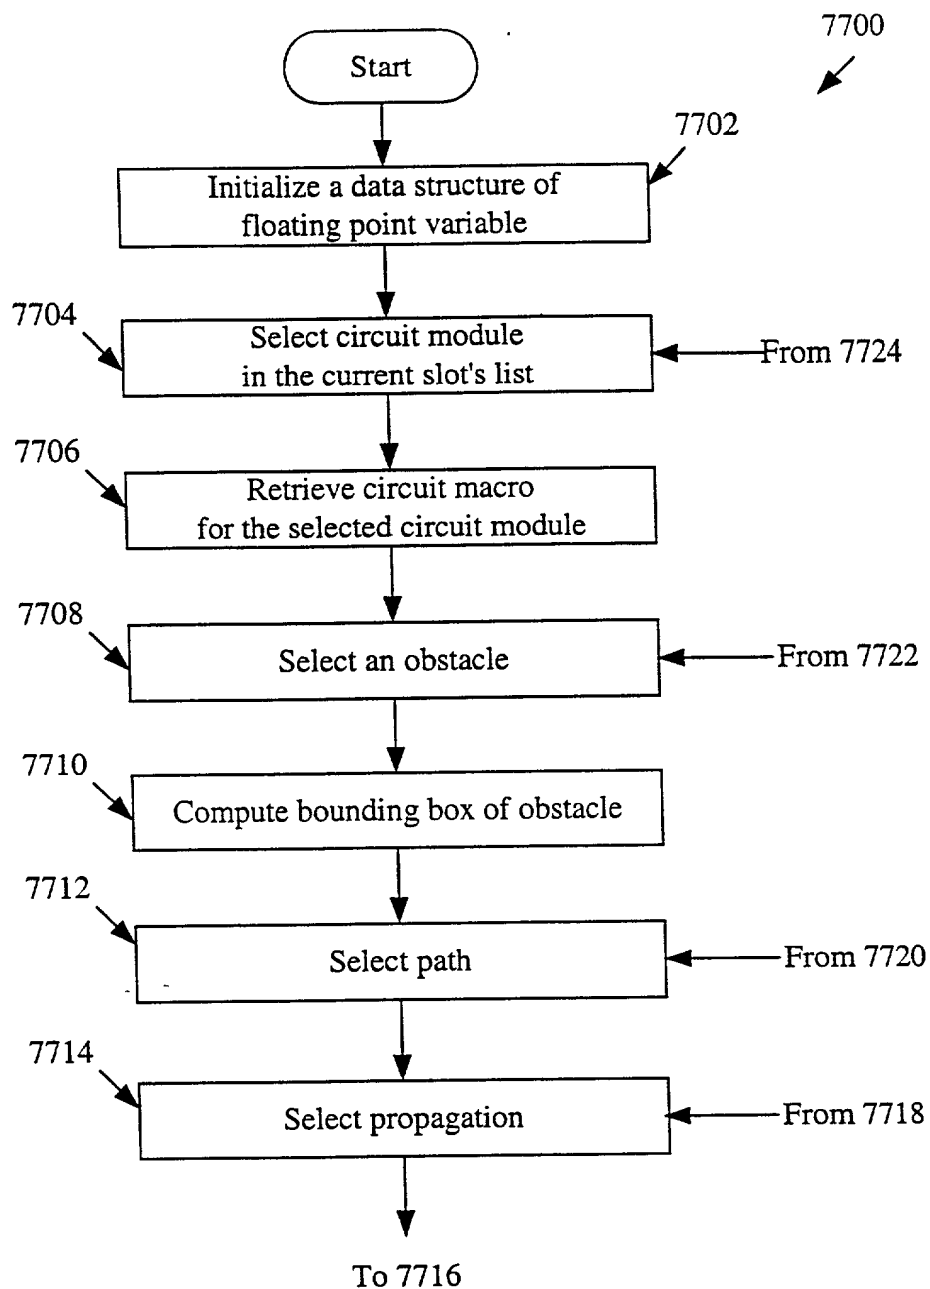 7700
Start
7702
Initialize a data structure of
floating point variable
7704
Select circuit module
in the current slot's list
From 7724
7706
Retrieve circuit macro
for the selected circuit module
7708
Select an obstacle
From 7722
7710
Compute bounding box of obstacle
7712
Select path
From 7720
7714
Select propagation
From 7718
To 7716